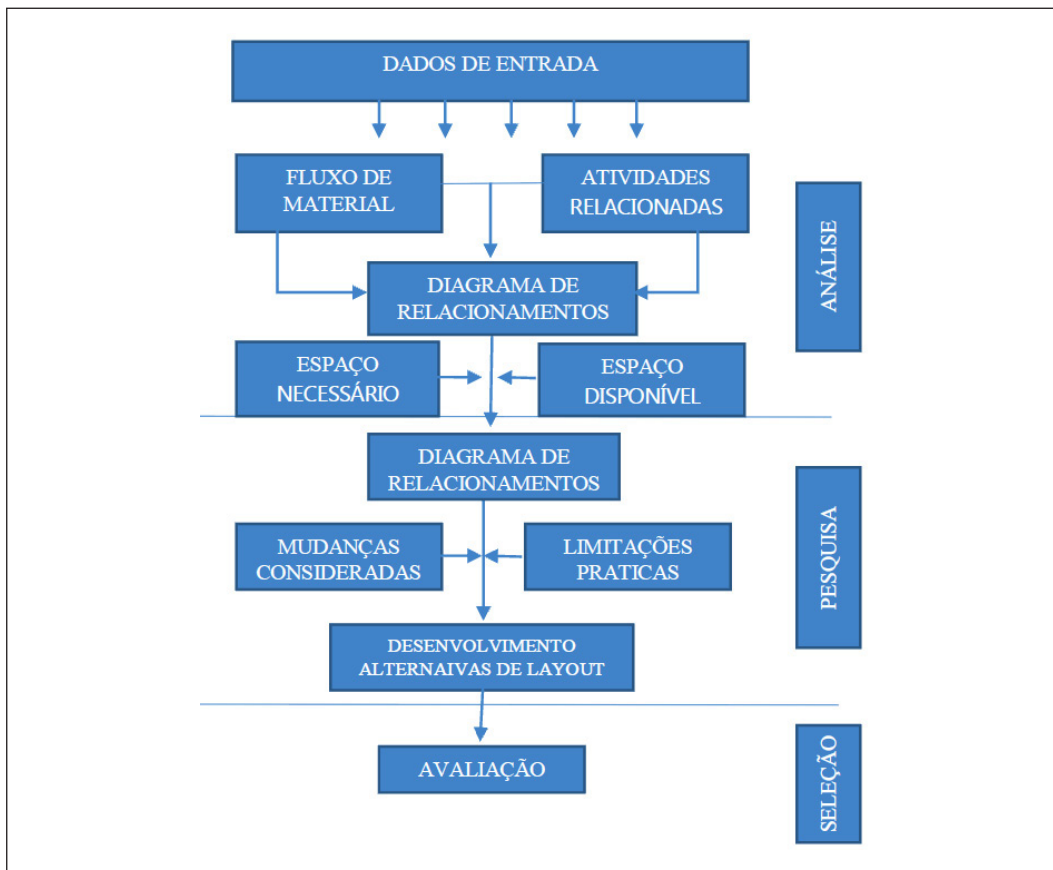 DADOS DE ENTRADA
FLUXO DE
MATERIAL
ATIVIDADES
RELACIONADAS
DIAGRAMA DE
RELACIONAMENTOS
ESPAÇO
NECESSÁRIO
ESPAÇO
DISPONÍVEL
ANÁLISE
DIAGRAMA DE
RELACIONAMENTOS
MUDANÇAS
CONSIDERADAS
LIMITAÇÕES
PRATICAS
DESENVOLVIMENTO
ALTERNAIVAS DE LAYOUT
PESQUISA
AVALIAÇÃO
SELEÇÃO